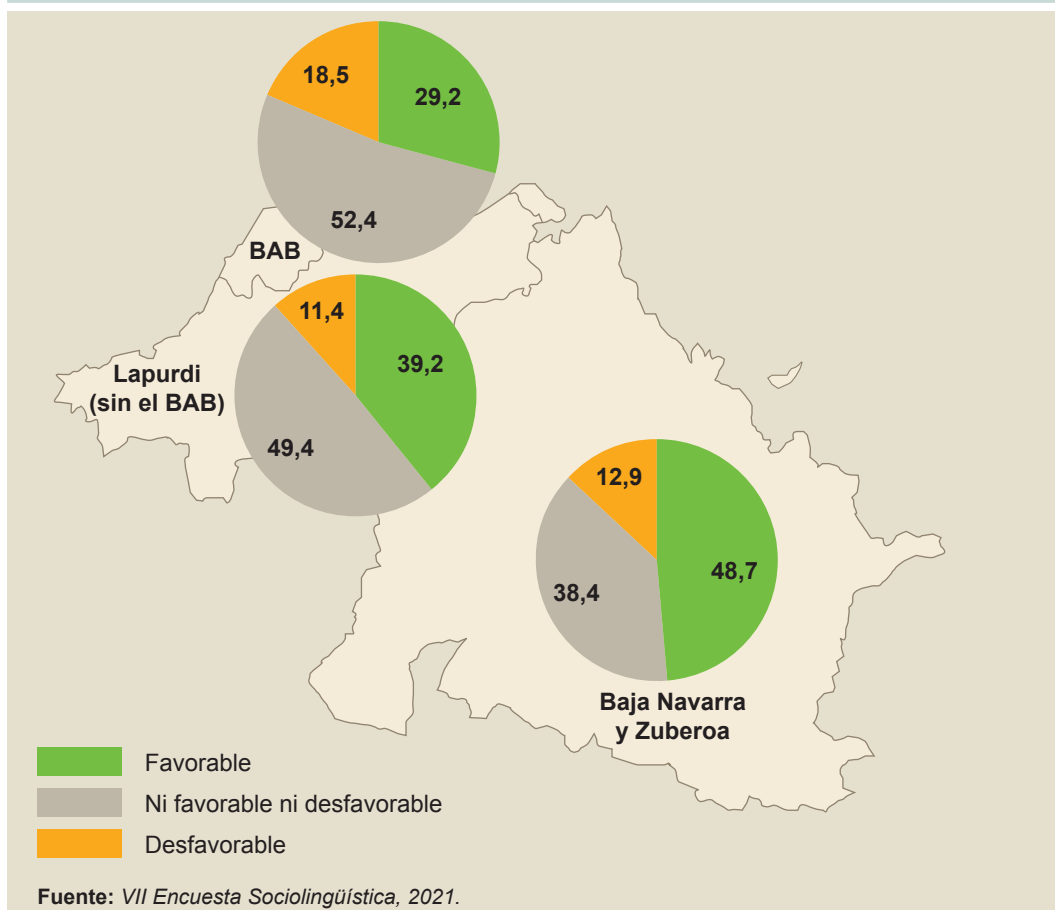 18,5
29,2
52,4
BAB
11,4
39,2
Lapurdi
(sin el BAB)
49,4
12,9
48,7
38,4
Baja Navarra
y Zuberoa
Favorable
Ni favorable ni desfavorable
Desfavorable
Fuente: VII Encuesta Sociolingüística, 2021.